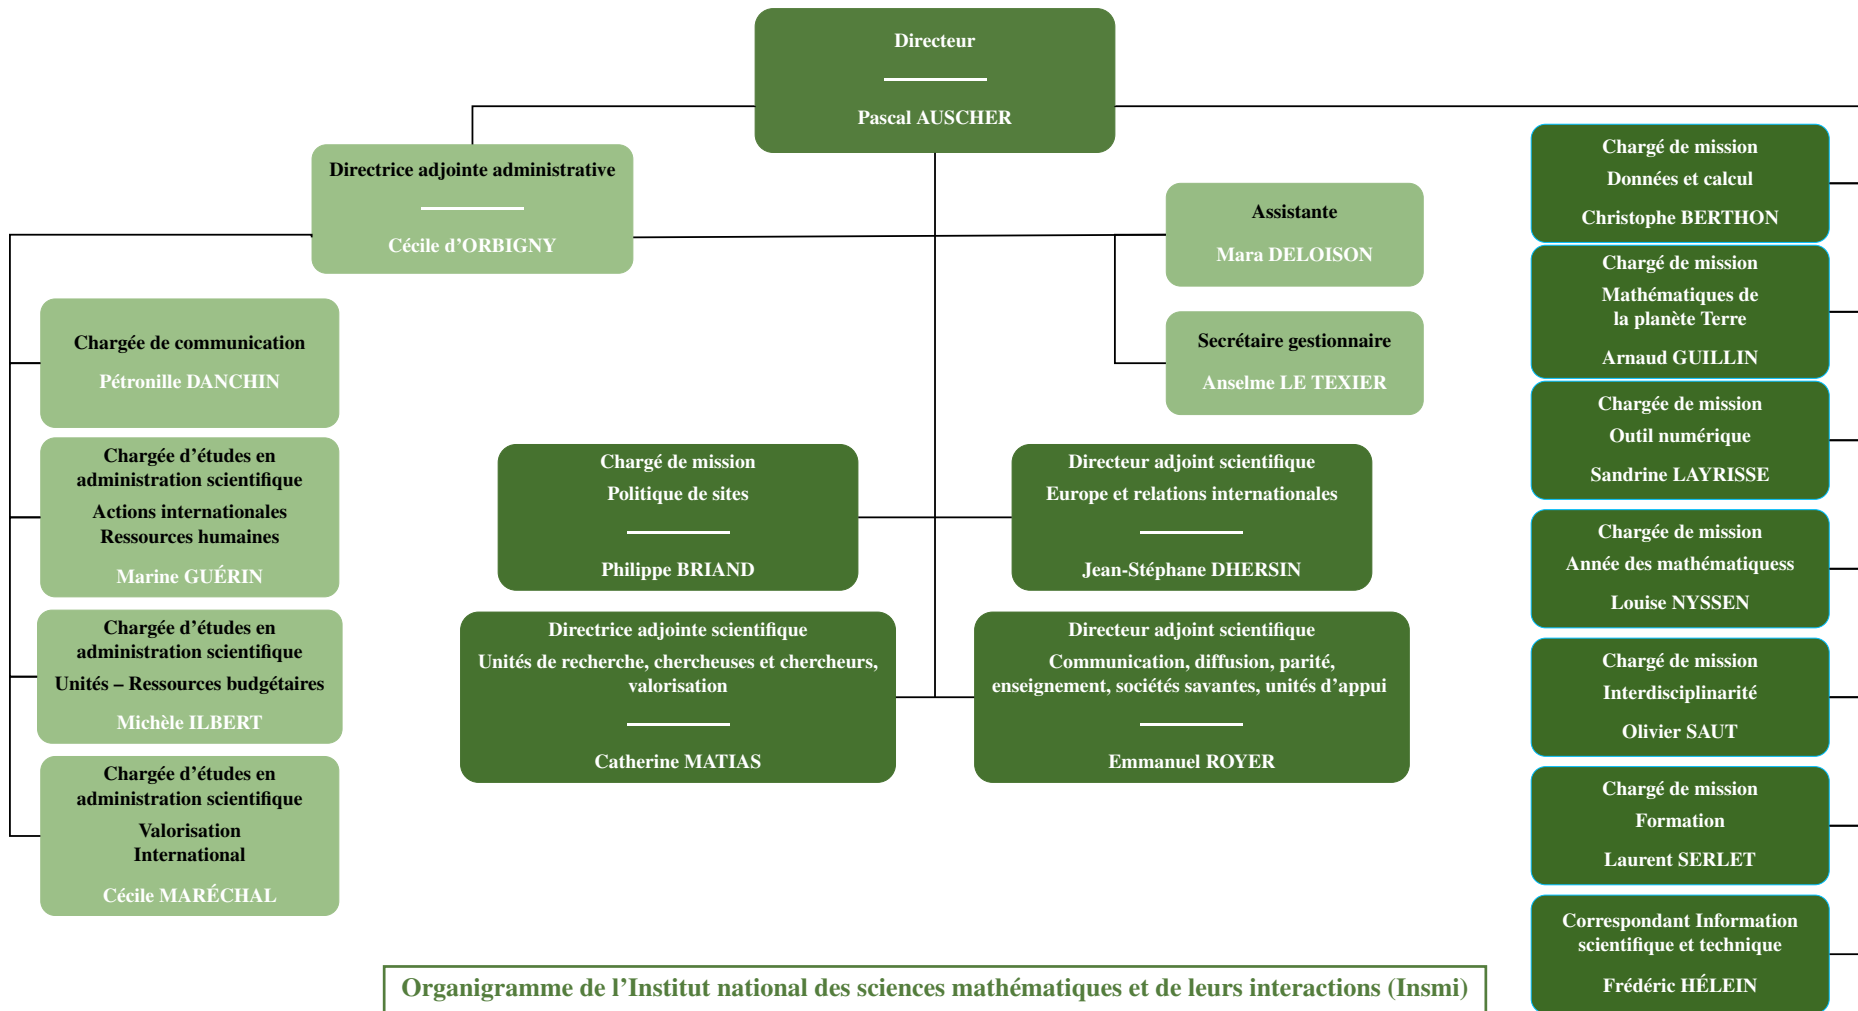 Directeur
Pascal AUSCHER
Directrice adjointe administrative
Cécile d'ORBIGNY
Assistante
Mara DELOISON
Secrétaire gestionnaire
Anselme LE TEXIER
Chargée de communication
Pétronille DANCHIN
Chargée d'études en
administration scientifique
Actions internationales
Ressources humaines
Marine GUÉRIN
Chargée d'études en
administration scientifique
Unités – Ressources budgétaires
Michèle ILBERT
Chargée d'études en
administration scientifique
Valorisation
International
Cécile MARÉCHAL
Chargé de mission
Politique de sites
Philippe BRIAND
Directeur adjoint scientifique
Europe et relations internationales
Jean-Stéphane DHERSIN
Directrice adjointe scientifique
Unités de recherche, chercheuses et chercheurs,
valorisation
Catherine MATIAS
Directeur adjoint scientifique
Communication, diffusion, parité,
enseignement, sociétés savantes, unités d'appui
Emmanuel ROYER
Chargé de mission
Données et calcul
Christophe BERTHON
Chargé de mission
Mathématiques de
la planète Terre
Arnaud GUILLIN
Chargée de mission
Outil numérique
Sandrine LAYRISSE
Chargée de mission
Année des mathématiquess
Louise NYSSEN
Chargé de mission
Interdisciplinarité
Olivier SAUT
Chargé de mission
Formation
Laurent SERLET
Correspondant Information
scientifique et technique
Frédéric HÉLEIN
Organigramme de l'Institut national des sciences mathématiques et de leurs interactions (Insmi)